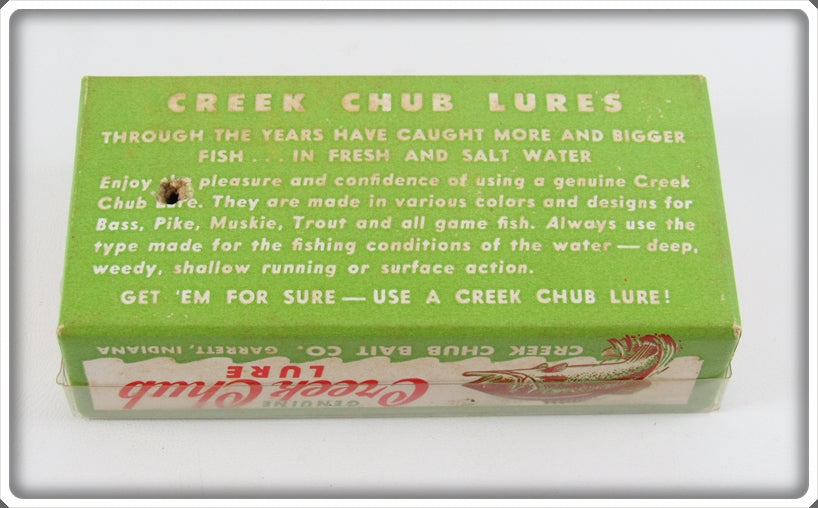 CREEK CHUB LURES
THROUGH THE YEARS HAVE CAUGHT MORE AND BIGGER
FISH . . . IN FRESH AND SALT WATER
Enjoy pleasure and confidence of using a genuine Creek
Chub They are made in various colors and designs for
Bass, Pike, Muskie, Trout and all game fish. Always use the
type made for the fishing conditions of the water — deep,
weedy, shallow running or surface action.
GET 'EM FOR SURE — USE A CREEK CHUB LURE!
CREEK CHUB BAIT CO. GARRETT, INDIANA
LURE
Creek Chub
GENUINE